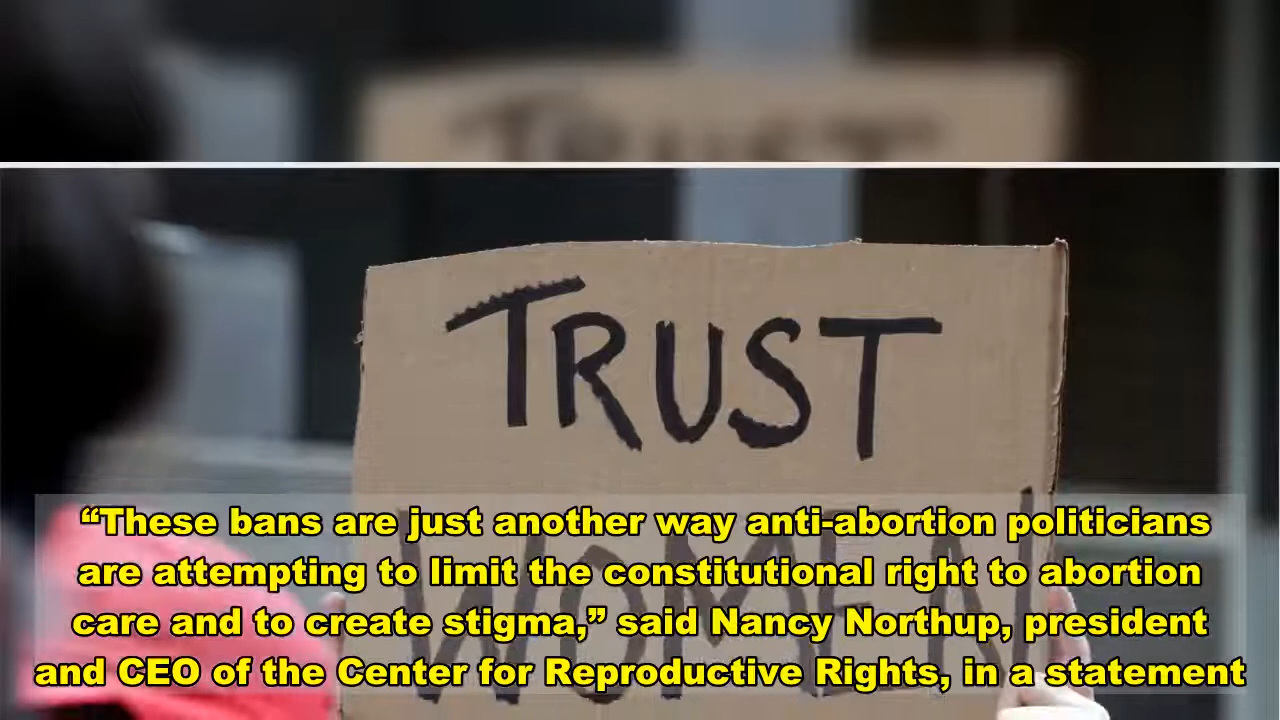 TRUST
TRUST
WOMEN
“These bans are just another way anti-abortion politicians
are attempting to limit the constitutional right to abortion
care and to create stigma,” said Nancy Northup, president
and CEO of the Center for Reproductive Rights, in a statement